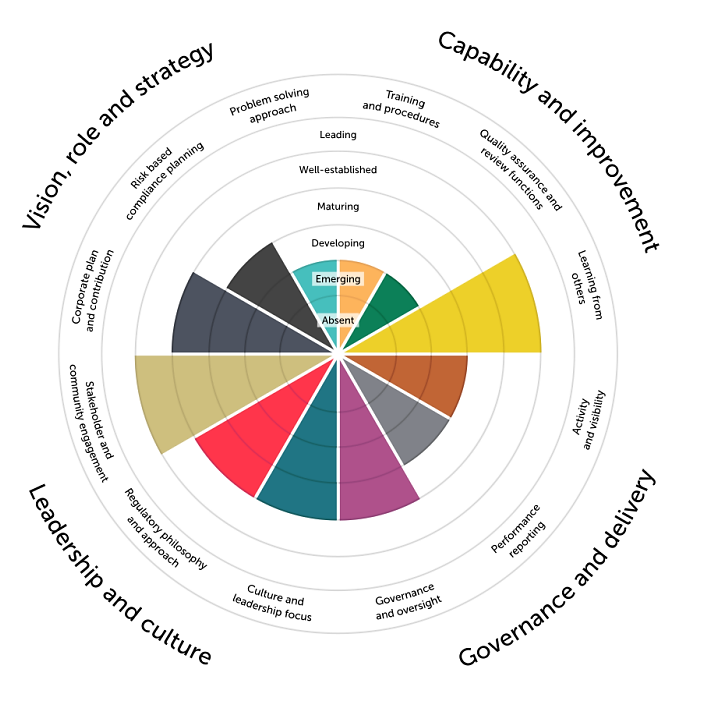 Vision, role and strategy
Capability and improvement
Problem solving
approach
Training
and procedures
Risk based
compliance planning
Quality assurance and
review functions
Corporate plan
and contribution
Learning from
others
Leading
Well-established
Maturing
Developing
Emerging
Absent
Stakeholder and
community engagement
Activity
and visibility
Regulatory philosophy
and approach
Performance
reporting
Culture and
leadership focus
Governance
and oversight
Leadership and culture
Governance and delivery